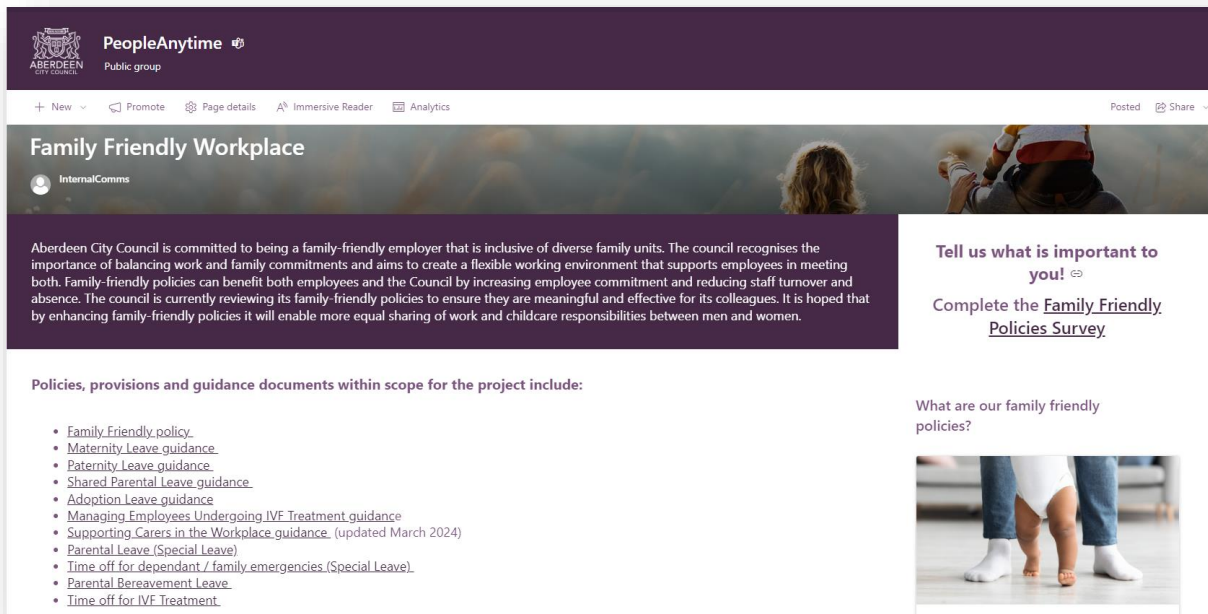 ABERDEEN
CITY COUNCIL
PeopleAnytime
Public group
New
Promote
Page details
Immersive Reader
Analytics
Posted
Share
Family Friendly Workplace
InternalComms
Aberdeen City Council is committed to being a family-friendly employer that is inclusive of diverse family units. The council recognises the
importance of balancing work and family commitments and aims to create a flexible working environment that supports employees in meeting
both. Family-friendly policies can benefit both employees and the Council by increasing employee commitment and reducing staff turnover and
absence. The council is currently reviewing its family-friendly policies to ensure they are meaningful and effective for its colleagues. It is hoped that
by enhancing family-friendly policies it will enable more equal sharing of work and childcare responsibilities between men and women.
Tell us what is important to
you!
Complete the Family Friendly
Policies Survey
Policies, provisions and guidance documents within scope for the project include:
• Family Friendly policy
• Maternity Leave guidance
• Paternity Leave guidance
• Shared Parental Leave guidance
• Adoption Leave guidance
• Managing Employees Undergoing IVF Treatment guidance
• Supporting Carers in the Workplace guidance (updated March 2024)
• Parental Leave (Special Leave)
• Time off for dependant / family emergencies (Special Leave)
• Parental Bereavement Leave
• Time off for IVF Treatment
What are our family friendly
policies?